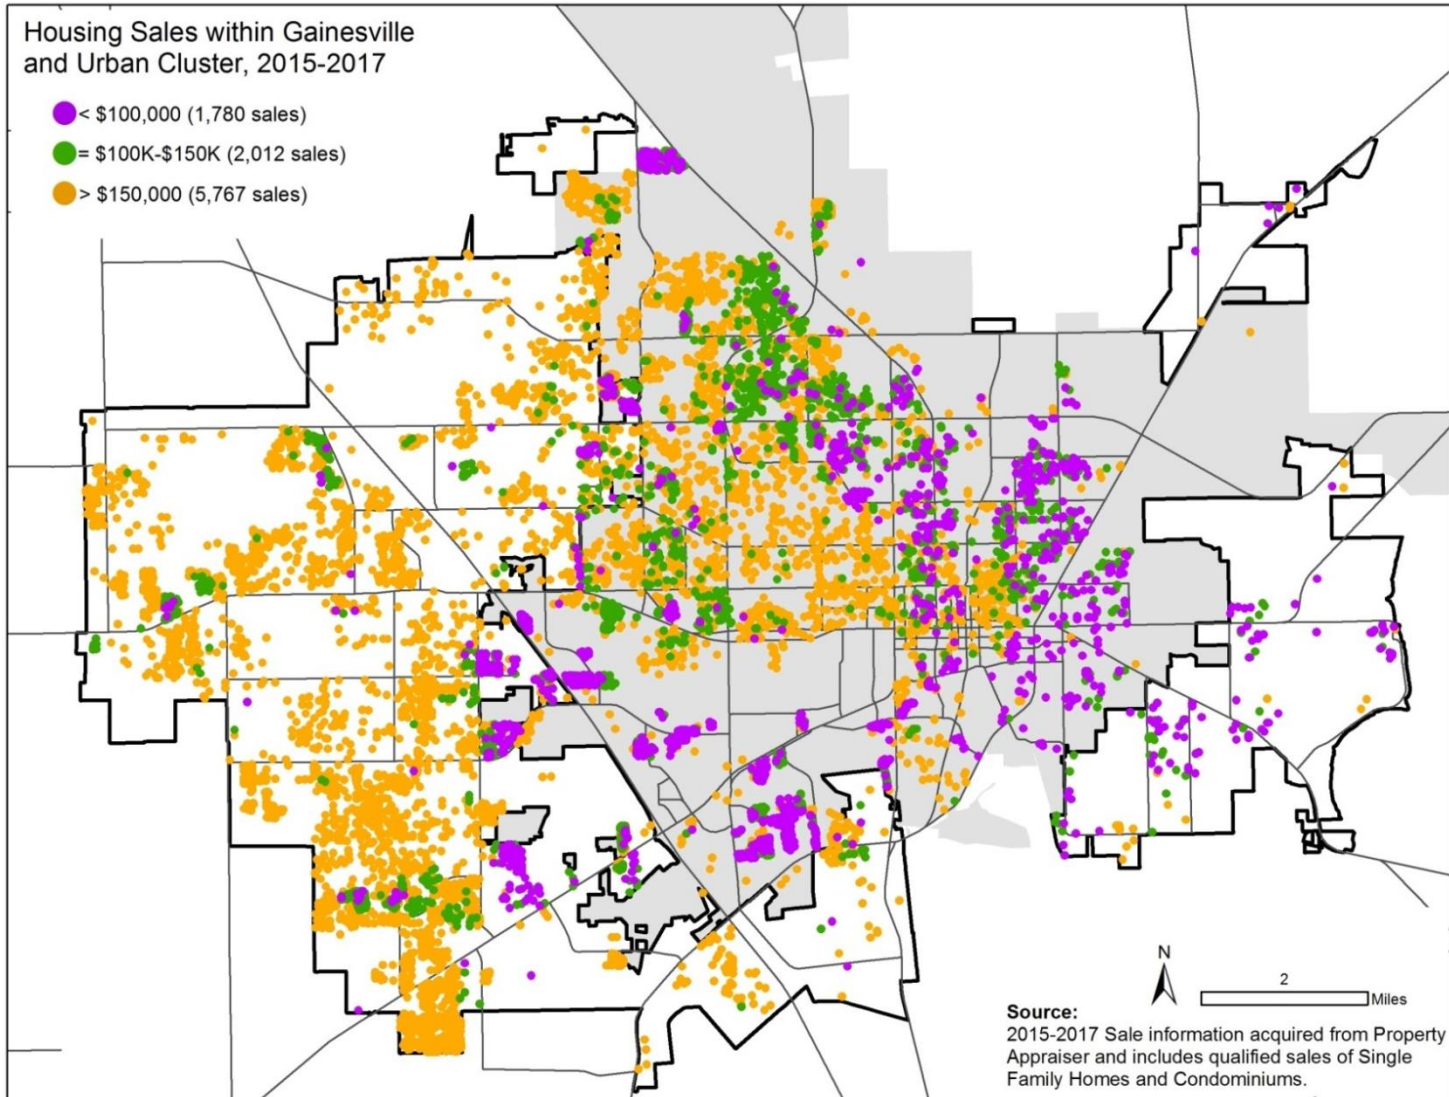 Housing Sales within Gainesville
and Urban Cluster, 2015-2017
< $100,000 (1,780 sales)
= $100K-$150K (2,012 sales)
> $150,000 (5,767 sales)
N
2
Miles
Source:
2015-2017 Sale information acquired from Property
Appraiser and includes qualified sales of Single
Family Homes and Condominiums.